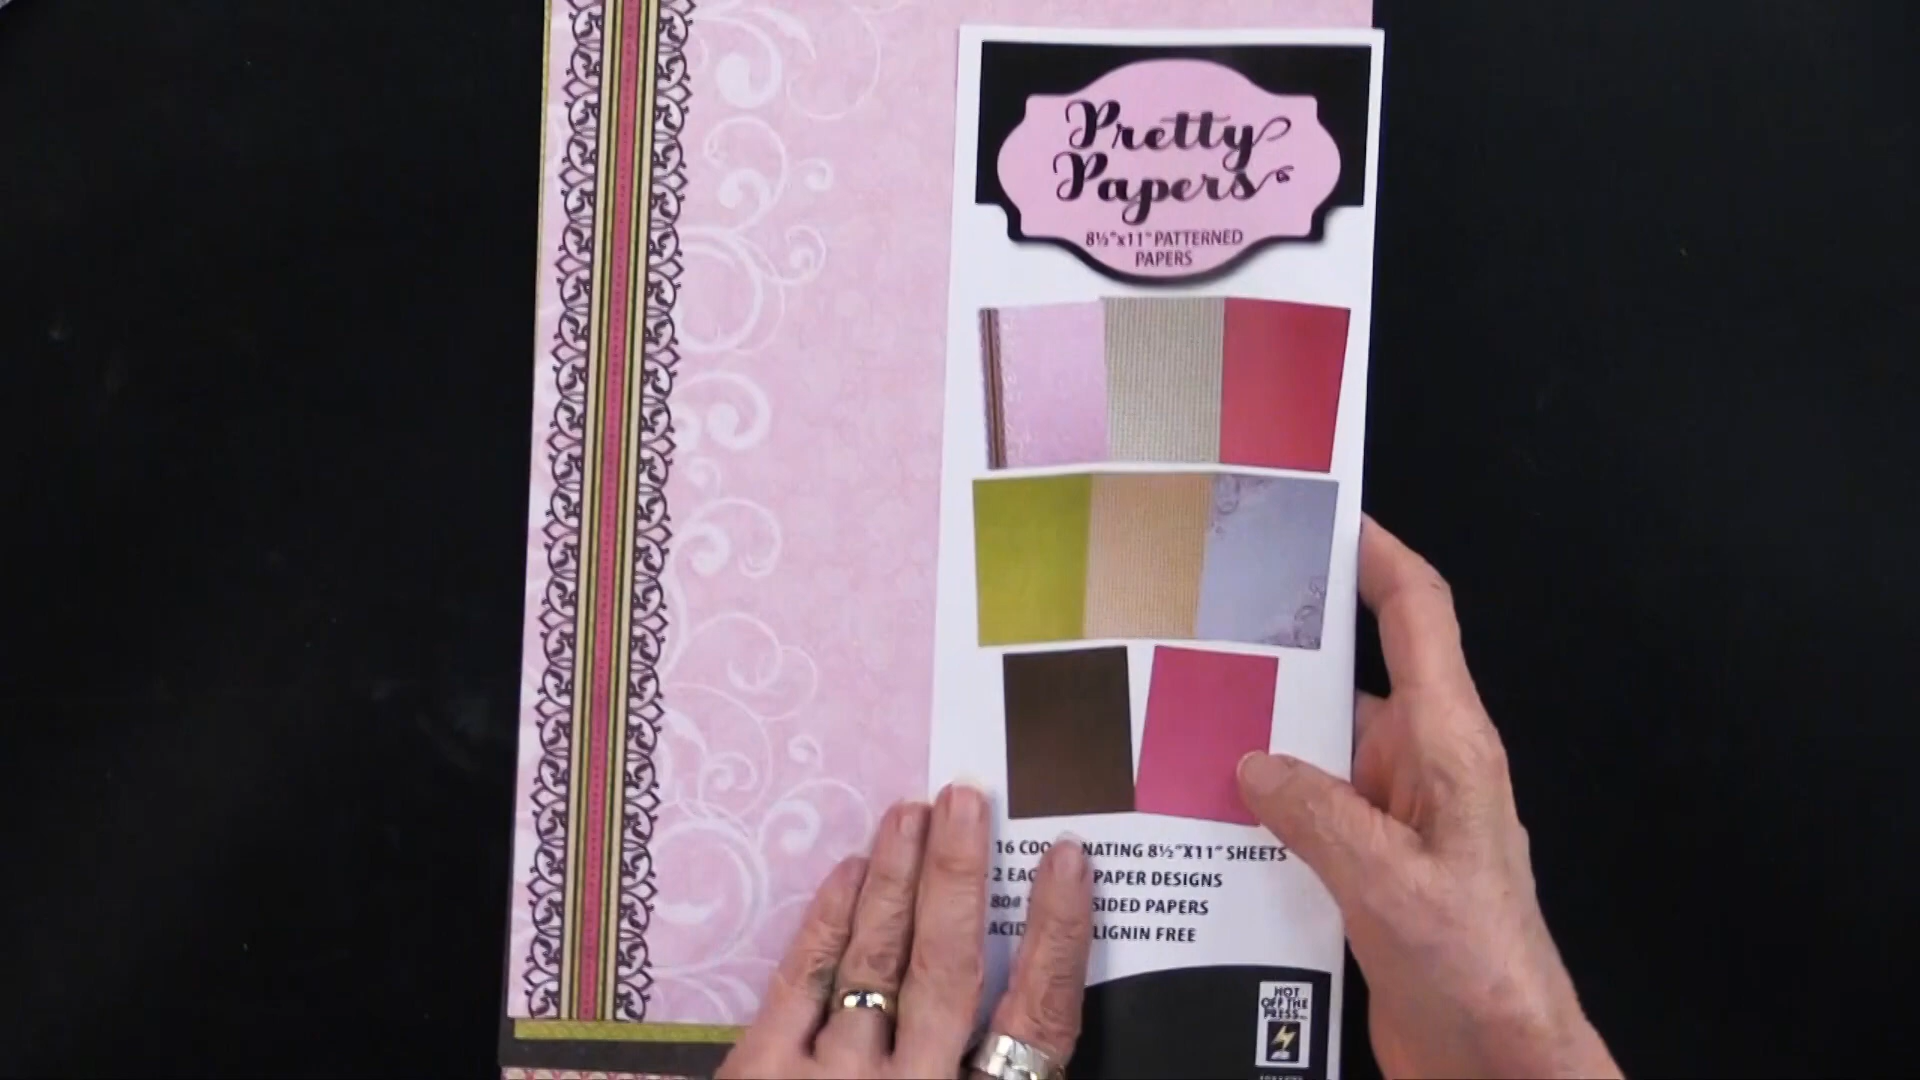 Pretty
Papers
8½"x11" PATTERNED
PAPERS
16 COO NATING 8½"X11" SHEETS
2 EAC PAPER DESIGNS
80# SIDED PAPERS
ACID LIGNIN FREE
HOT
OFF THE
PRESS